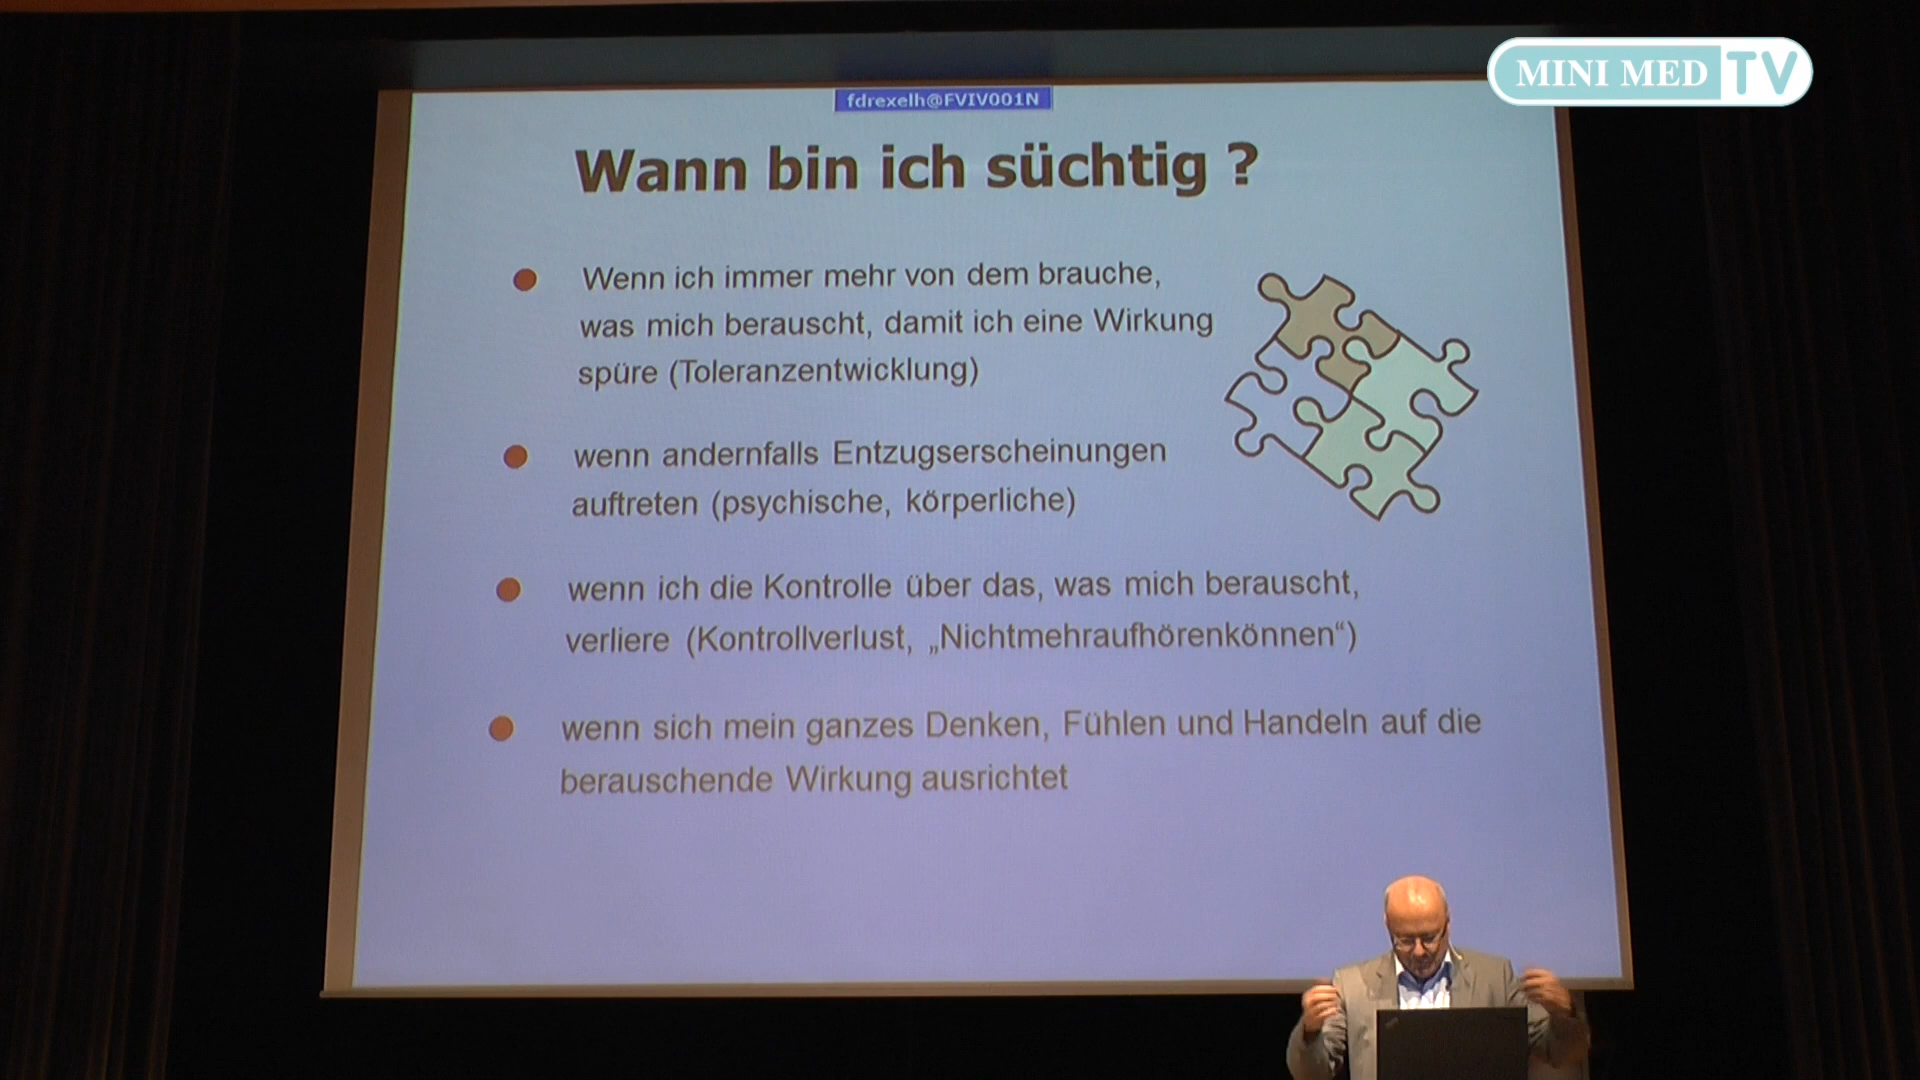 MINI MED TV
fdrexelh@FVIV001N
Wann bin ich süchtig ?
Wenn ich immer mehr von dem brauche,
was mich berauscht, damit ich eine Wirkung
spüre (Toleranzentwicklung)
wenn andernfalls Entzugserscheinungen
auftreten (psychische, körperliche)
wenn ich die Kontrolle über das, was mich berauscht,
verliere (Kontrollverlust, „Nichtmehraufhörenkönnen“)
wenn sich mein ganzes Denken, Fühlen und Handeln auf die
berauschende Wirkung ausrichtet